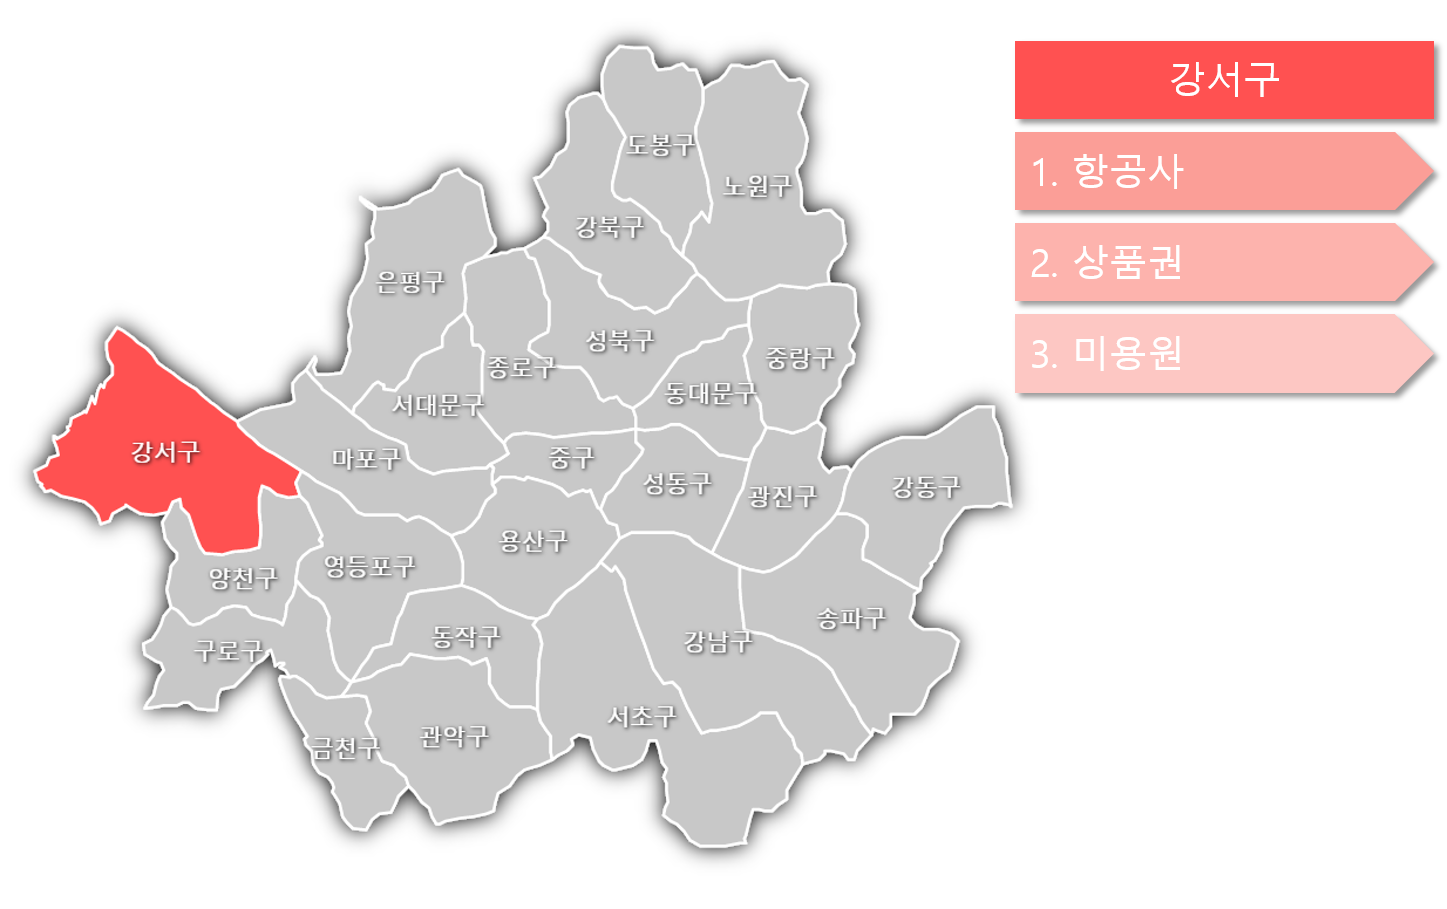 강서구
1. 항공사
2. 상품권
3. 미용원
도봉구
노원구
강북구
은평구
성북구
종로구
중랑구
동대문구
서대문구
강서구
마포구
중구
성동구
광진구
강동구
용산구
영등포구
양천구
송파구
동작구
강남구
구로구
서초구
관악구
금천구